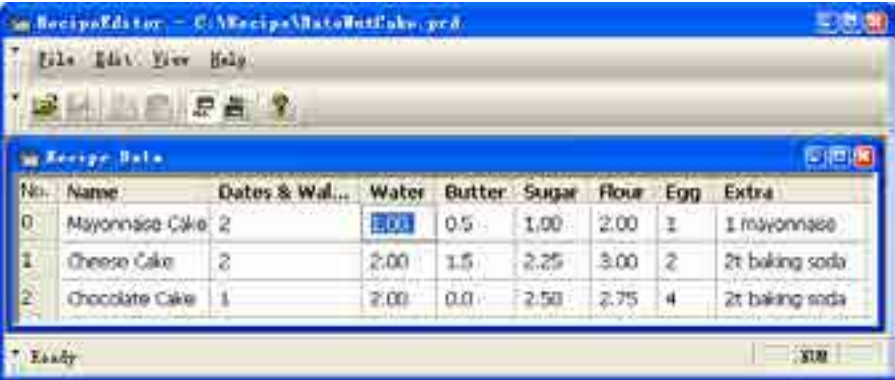 RecipeEditor - C:\Recipe\DateNutCake.prd
File Edit View Help
Recipe Data
No. Name Dates & Wal... Water Butter Sugar Flour Egg Extra
0 Mayonnaise Cake 2 1.00 0.5 1.00 2.00 1 1 mayonnaise
1 Cheese Cake 2 2.00 1.5 2.25 3.00 2 2t baking soda
2 Chocolate Cake 1 2.00 0.0 2.50 2.75 4 2t baking soda
Ready NUM